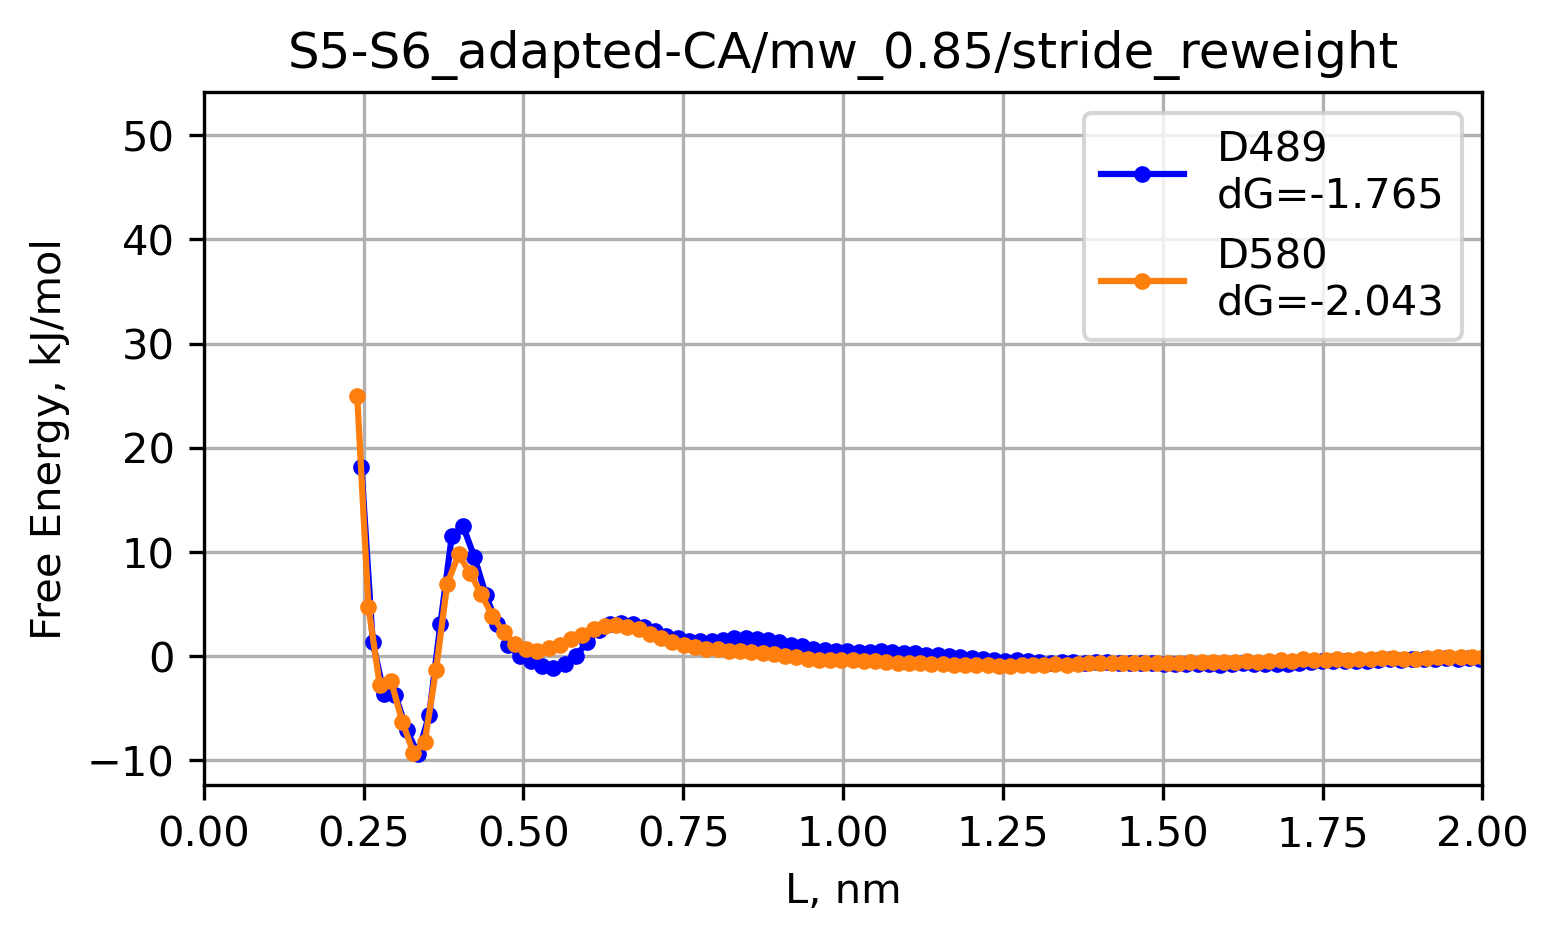 S5-S6_adapted-CA/mw_0.85/stride_reweight
Free Energy, kJ/mol
50
40
30
20
10
0
−10
D489
dG=-1.765
D580
dG=-2.043
0.00 0.25 0.50 0.75 1.00 1.25 1.50 1.75 2.00
L, nm